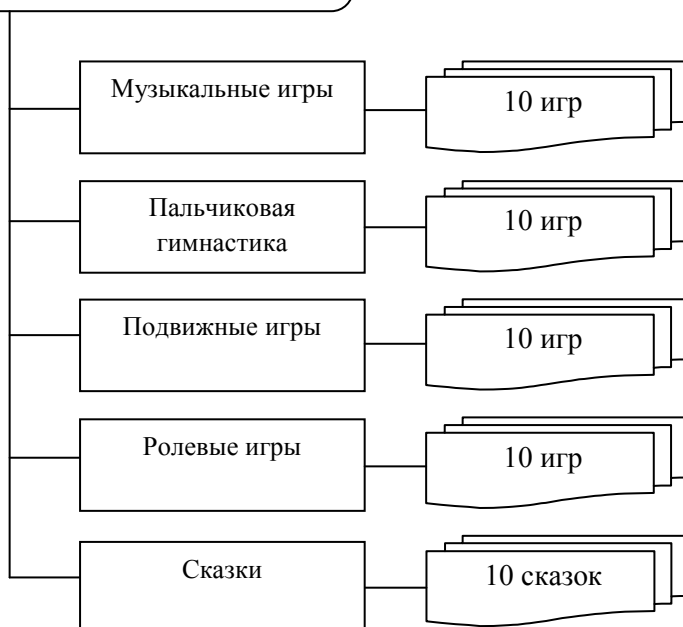 Музыкальные игры
10 игр
Пальчиковая
гимнастика
10 игр
Подвижные игры
10 игр
Ролевые игры
10 игр
Сказки
10 сказок